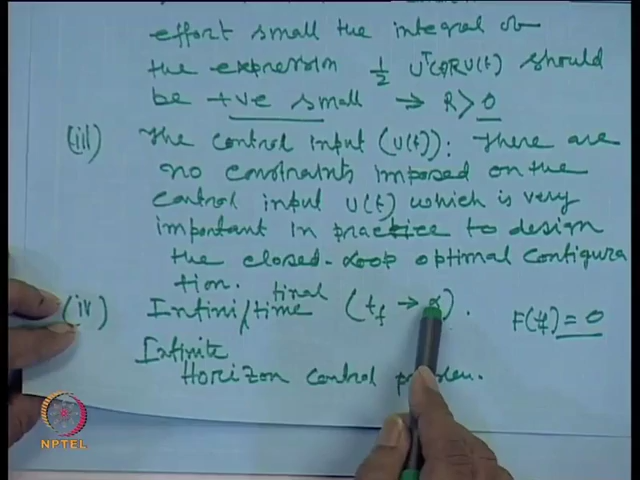 effort small the integral ob
the expression 1/2 Uᵀ(t)RU(t) should
be +ve small → R>0
(iii) The control input (U(t)): There are
no constraints imposed on the
control input U(t) which is very
important in practice to design
the closed-loop optimal configura
tion.
(iv) Infini/time final (t_f → α). F(t_f) = 0
Infinite
Horizon control problem.
NPTEL